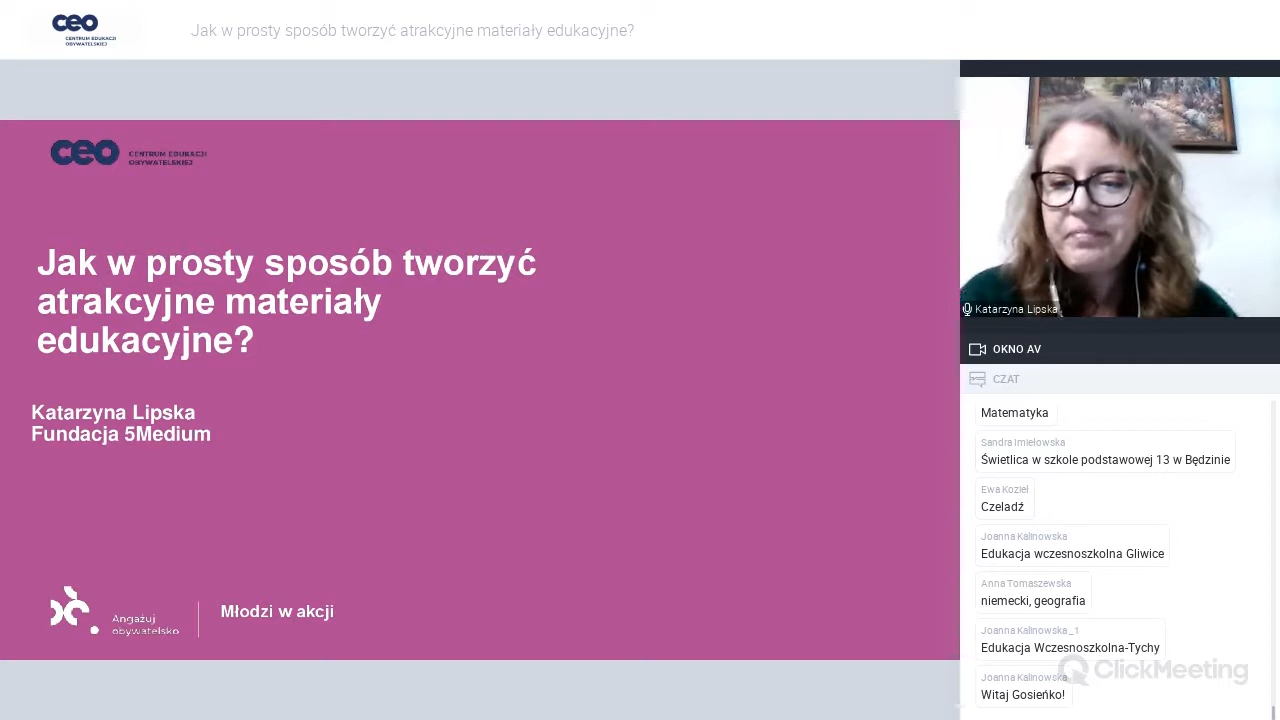 ceo
CENTRUM EDUKACJI
OBYWATELSKIEJ
Jak w prosty sposób tworzyć atrakcyjne materiały edukacyjne?
ceo
CENTRUM EDUKACJI
OBYWATELSKIEJ
Jak w prosty sposób tworzyć
atrakcyjne materiały
edukacyjne?
Katarzyna Lipska
Fundacja 5Medium
Angażuj
obywatelsko
Młodzi w akcji
Katarzyna Lipska
OKNO AV
CZAT
Matematyka
Sandra Imiełowska
Świetlica w szkole podstawowej 13 w Będzinie
Ewa Kozieł
Czeladź
Joanna Kalinowska
Edukacja wczesnoszkolna Gliwice
Anna Tomaszewska
niemecki, geografia
Joanna Kalinowska_1
Edukacja Wczesnoszkolna-Tychy
Joanna Kalinowska
Witaj Gosieńko!
ClickMeeting